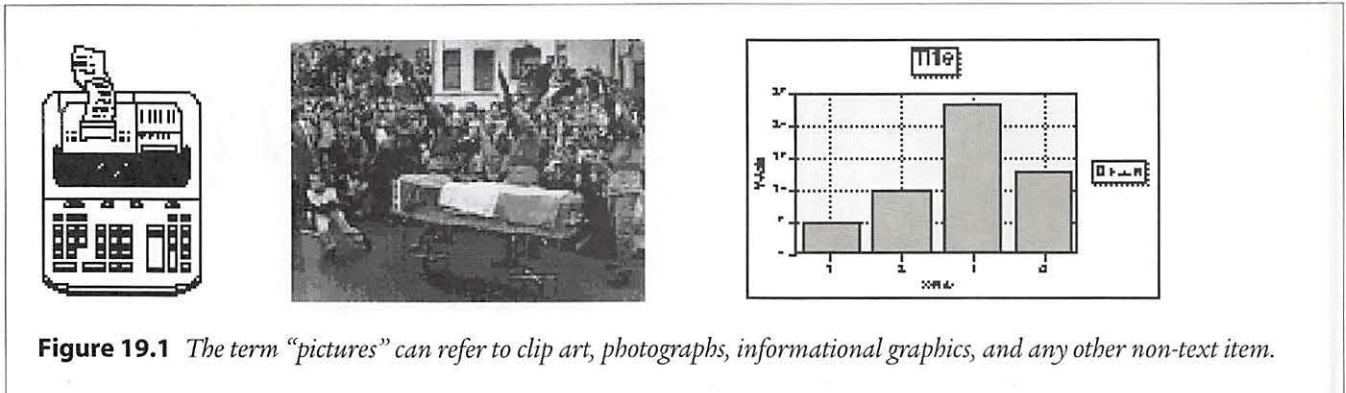 Title
Figure 19.1 The term “pictures” can refer to clip art, photographs, informational graphics, and any other non-text item.